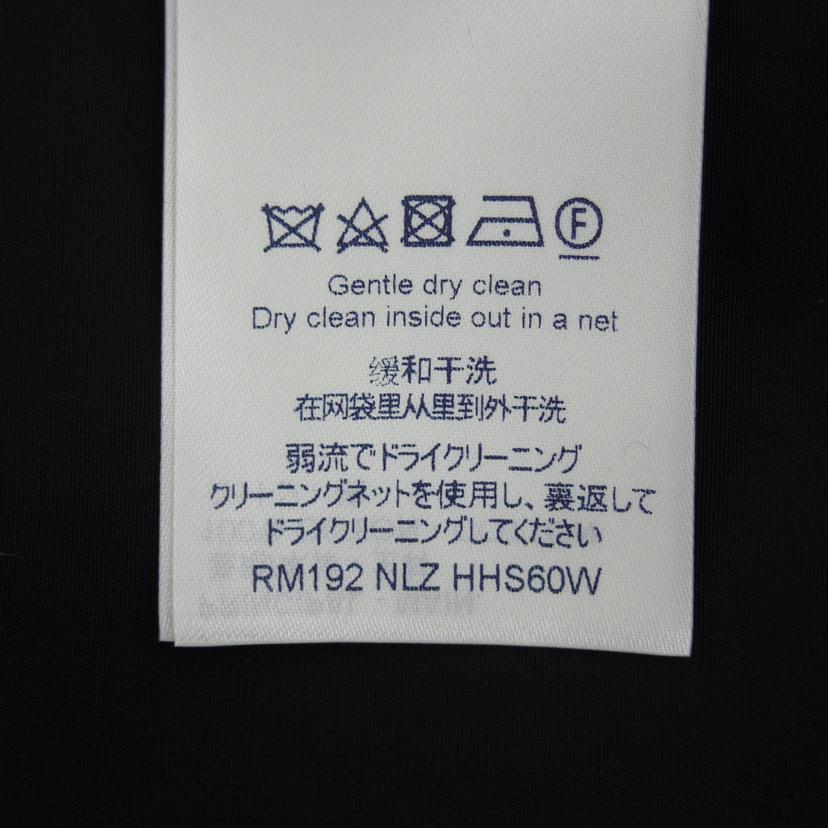 F
Gentle dry clean
Dry clean inside out in a net
缓和干洗
在网袋里从里到外干洗
弱流でドライクリーニング
クリーニングネットを使用し、裏返して
ドライクリーニングしてください
RM192 NLZ HHS60W